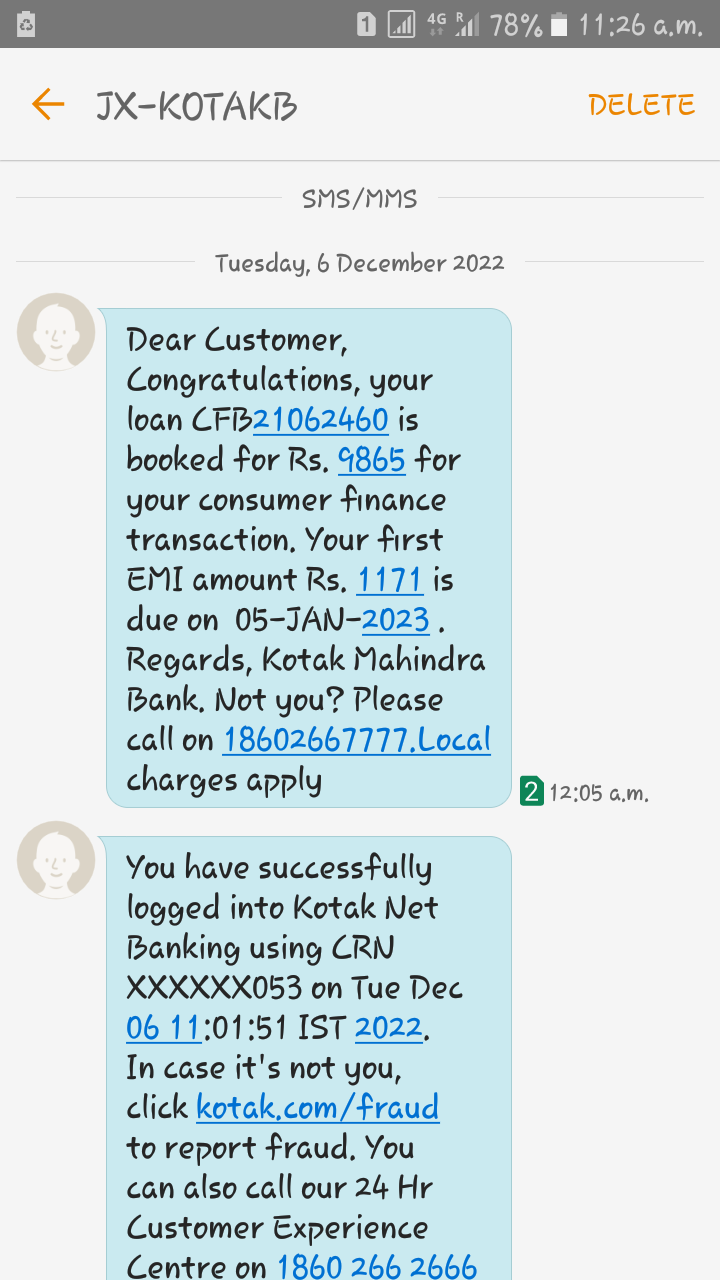 1 4G R 78% 11:26 a.m.
JX-KOTAKB DELETE
SMS/MMS
Tuesday, 6 December 2022
Dear Customer,
Congratulations, your
loan CFB21062460 is
booked for Rs. 9865 for
your consumer finance
transaction. Your first
EMI amount Rs. 1171 is
due on  05-JAN-2023 .
Regards, Kotak Mahindra
Bank. Not you? Please
call on 18602667777.Local
charges apply
2 12:05 a.m.
You have successfully
logged into Kotak Net
Banking using CRN
XXXXXX053 on Tue Dec
06 11:01:51 IST 2022.
In case it's not you,
click kotak.com/fraud
to report fraud. You
can also call our 24 Hr
Customer Experience
Centre on 1860 266 2666